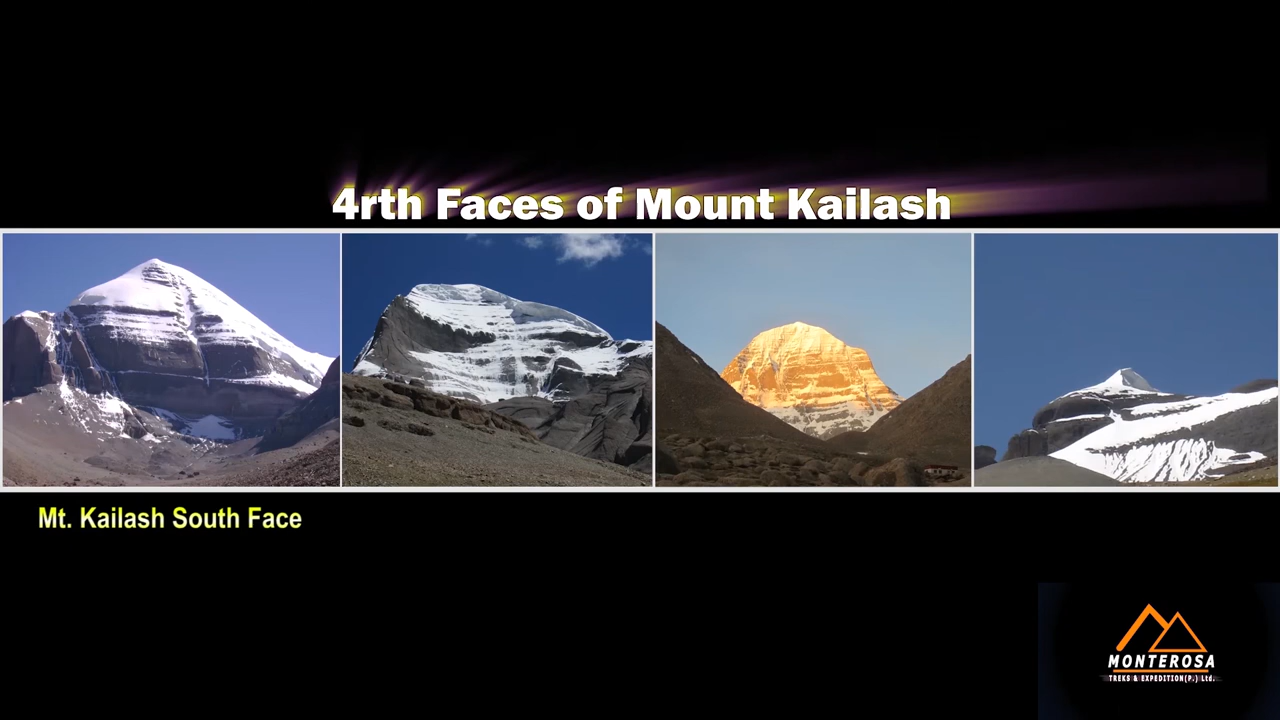 4rth Faces of Mount Kailash
Mt. Kailash South Face
MONTEROSA
TREKS & EXPEDITION(P.) Ltd.